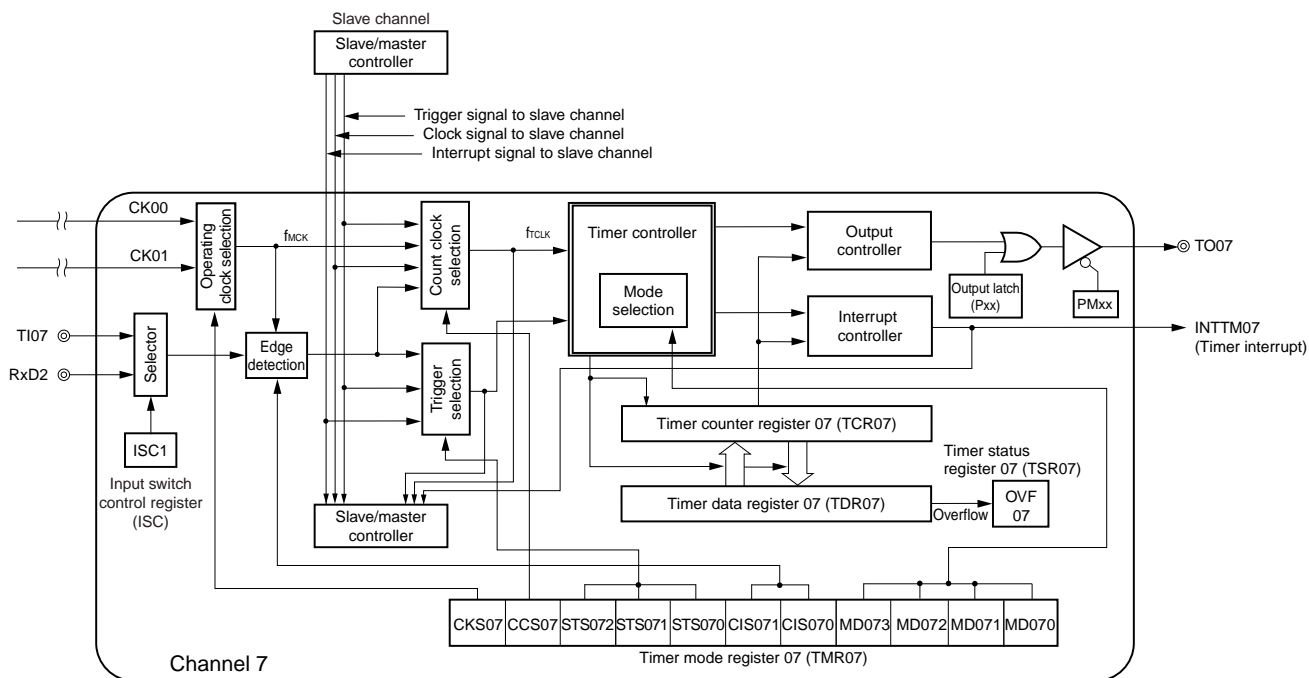 Slave channel
Slave/master
controller
Trigger signal to slave channel
Clock signal to slave channel
Interrupt signal to slave channel
CK00
CK01
Operating
clock selection
fMCK
Count clock
selection
fTCLK
Timer controller
Mode
selection
Output
controller
Output latch
(Pxx)
PMxx
TO07
TI07
RxD2
Selector
Edge
detection
Trigger
selection
Interrupt
controller
INTTM07
(Timer interrupt)
ISC1
Input switch
control register
(ISC)
Slave/master
controller
Timer counter register 07 (TCR07)
Timer status
register 07 (TSR07)
Timer data register 07 (TDR07)
Overflow
OVF
07
CKS07 CCS07 STS072 STS071 STS070 CIS071 CIS070 MD073 MD072 MD071 MD070
Timer mode register 07 (TMR07)
Channel 7